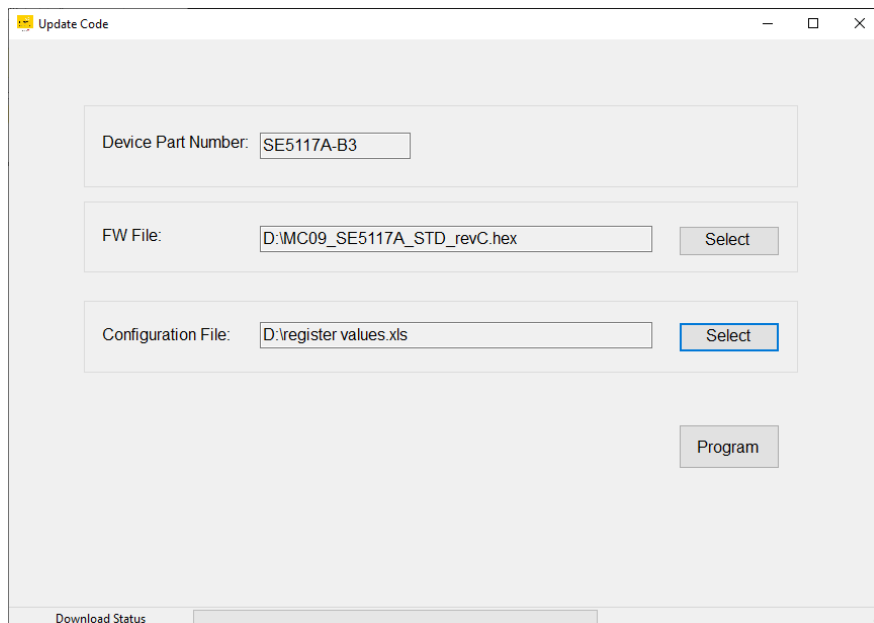 Update Code
Device Part Number: SE5117A-B3
FW File: D:\MC09_SE5117A_STD_revC.hex Select
Configuration File: D:\register values.xls Select
Program
Download Status